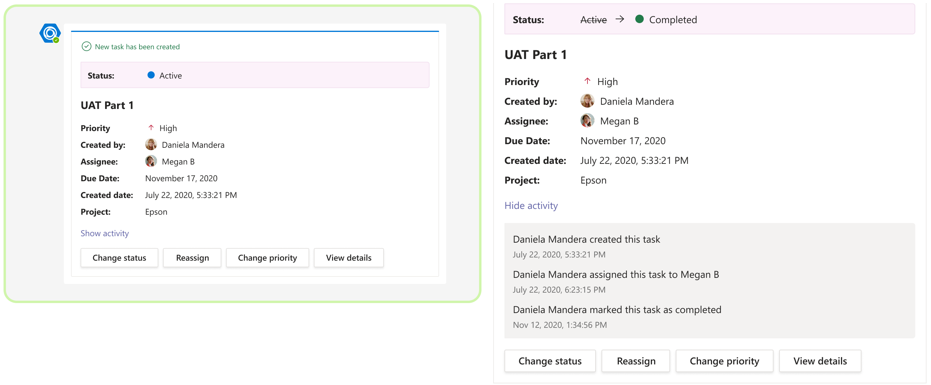 New task has been created
Status: Active
UAT Part 1
Priority High
Created by: Daniela Mandera
Assignee: Megan B
Due Date: November 17, 2020
Created date: July 22, 2020, 5:33:21 PM
Project: Epson
Show activity
Change status Reassign Change priority View details
Status: Active → Completed
UAT Part 1
Priority High
Created by: Daniela Mandera
Assignee: Megan B
Due Date: November 17, 2020
Created date: July 22, 2020, 5:33:21 PM
Project: Epson
Hide activity
Daniela Mandera created this task
July 22, 2020, 5:33:21 PM
Daniela Mandera assigned this task to Megan B
July 22, 2020, 6:23:15 PM
Daniela Mandera marked this task as completed
Nov 12, 2020, 1:34:56 PM
Change status Reassign Change priority View details